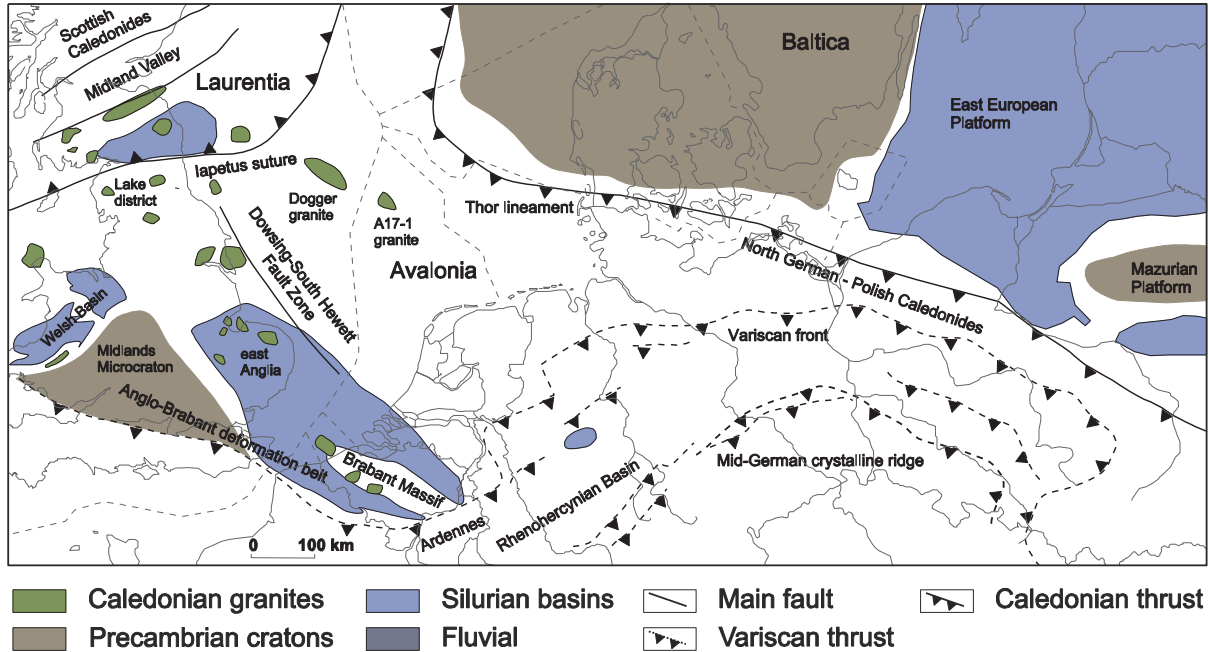 Scottish
Caledonides
Midland Valley
Laurentia
Baltica
East European
Platform
Iapetus suture
Lake
district
Dogger
granite
A17-1
granite
Thor lineament
Dowsing-South Hewett
Fault Zone
Avalonia
North German - Polish Caledonides
Mazurian
Platform
Welsh Basin
Midlands
Microcraton
east
Anglia
Variscan front
Anglo-Brabant deformation belt
Brabant Massif
Mid-German crystalline ridge
Ardennes
Rhenohercynian Basin
0 100 km
Caledonian granites
Silurian basins
Main fault
Caledonian thrust
Precambrian cratons
Fluvial
Variscan thrust